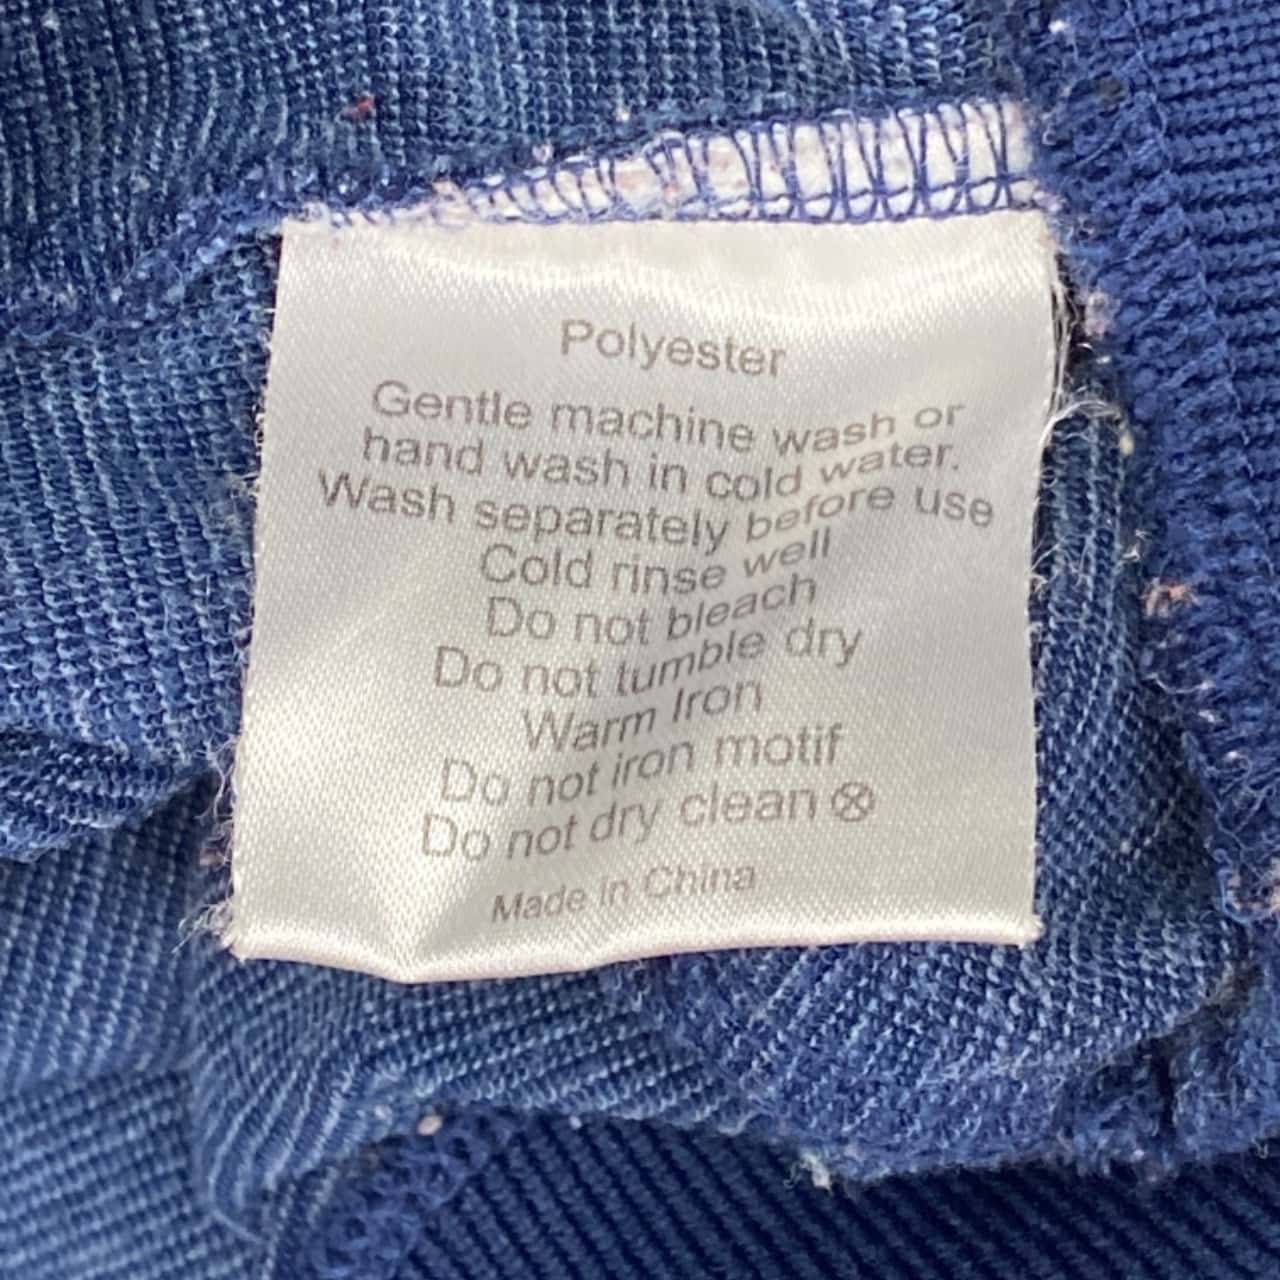 Polyester
Gentle machine wash or
hand wash in cold water.
Wash separately before use
Cold rinse well
Do not bleach
Do not tumble dry
Warm Iron
Do not iron motif
Do not dry clean
Made in China